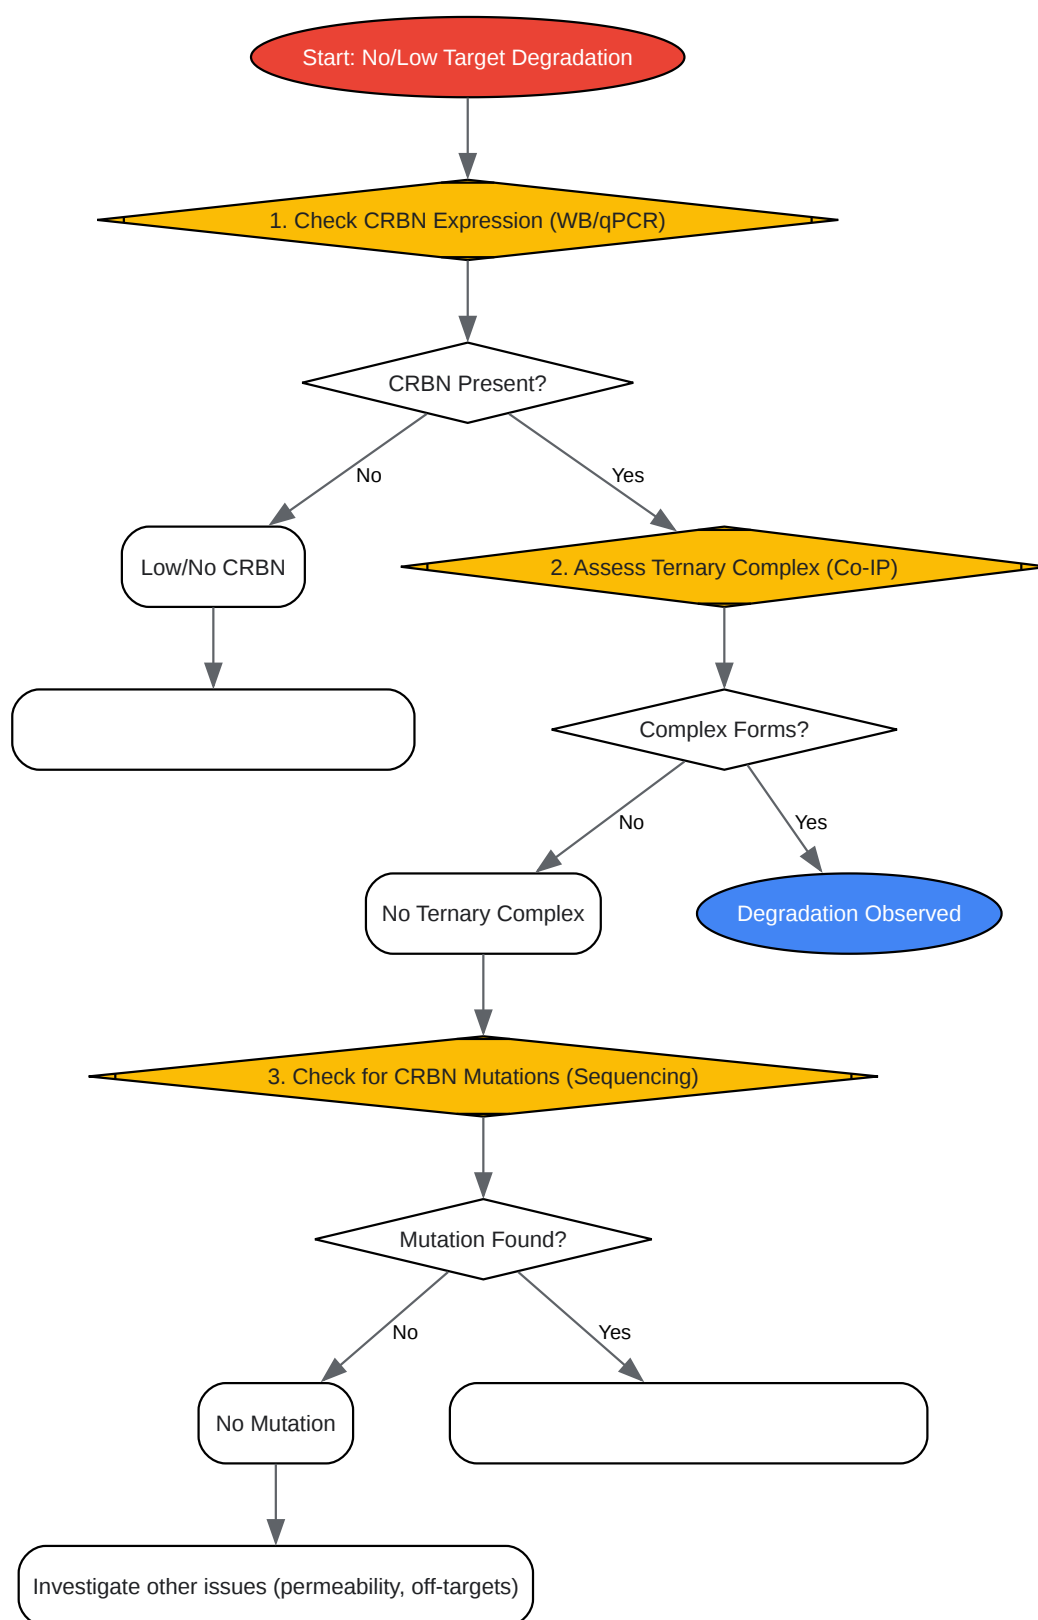 Start: No/Low Target Degradation
1. Check CRBN Expression (WB/qPCR)
CRBN Present?
No
Yes
Low/No CRBN
2. Assess Ternary Complex (Co-IP)
Complex Forms?
No
Yes
No Ternary Complex
Degradation Observed
3. Check for CRBN Mutations (Sequencing)
Mutation Found?
No
Yes
No Mutation
Investigate other issues (permeability, off-targets)